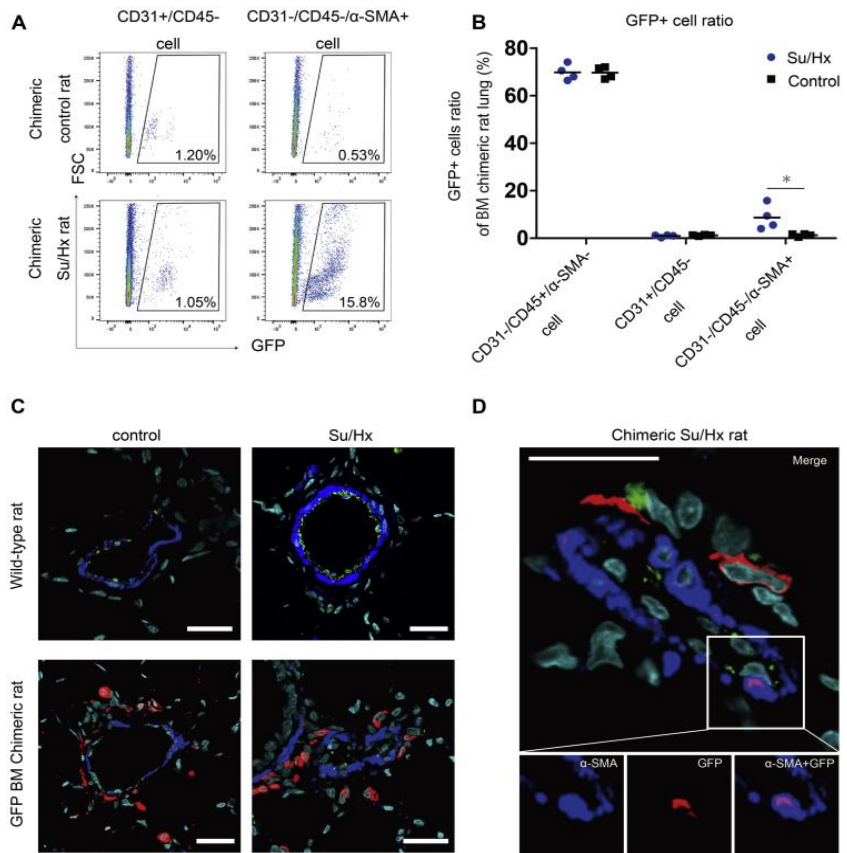 A
CD31+/CD45-
cell
CD31-/CD45-/α-SMA+
cell
Chimeric
control rat
FSC
1.20%
0.53%
Chimeric
Su/Hx rat
1.05%
15.8%
GFP
B
GFP+ cell ratio
GFP+ cells ratio
of BM chimeric rat lung (%)
80
60
40
20
0
Su/Hx
Control
*
CD31-/CD45+/α-SMA-
cell
CD31+/CD45-
cell
CD31-/CD45-/α-SMA+
cell
C
control
Su/Hx
Wild-type rat
GFP BM Chimeric rat
D
Chimeric Su/Hx rat
Merge
α-SMA
GFP
α-SMA+GFP